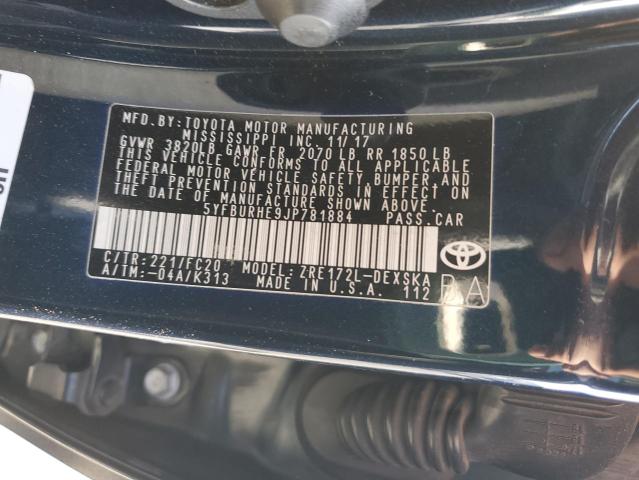 MFD.BY:TOYOTA MOTOR MANUFACTURING
MISSISSIPPI INC. 11/17
GVWR 3820LB GAWR FR 2070 LB RR 1850 LB
THIS VEHICLE CONFORMS TO ALL APPLICABLE
FEDERAL MOTOR VEHICLE SAFETY, BUMPER, AND
THEFT PREVENTION STANDARDS IN EFFECT ON
THE DATE OF MANUFACTURE SHOWN ABOVE.
5YFBURHE9JP781884 PASS.CAR
C/TR:221/FC20 MODEL:ZRE172L-DEXSKA
A/TM:-04A/K313 MADE IN U.S.A. 112